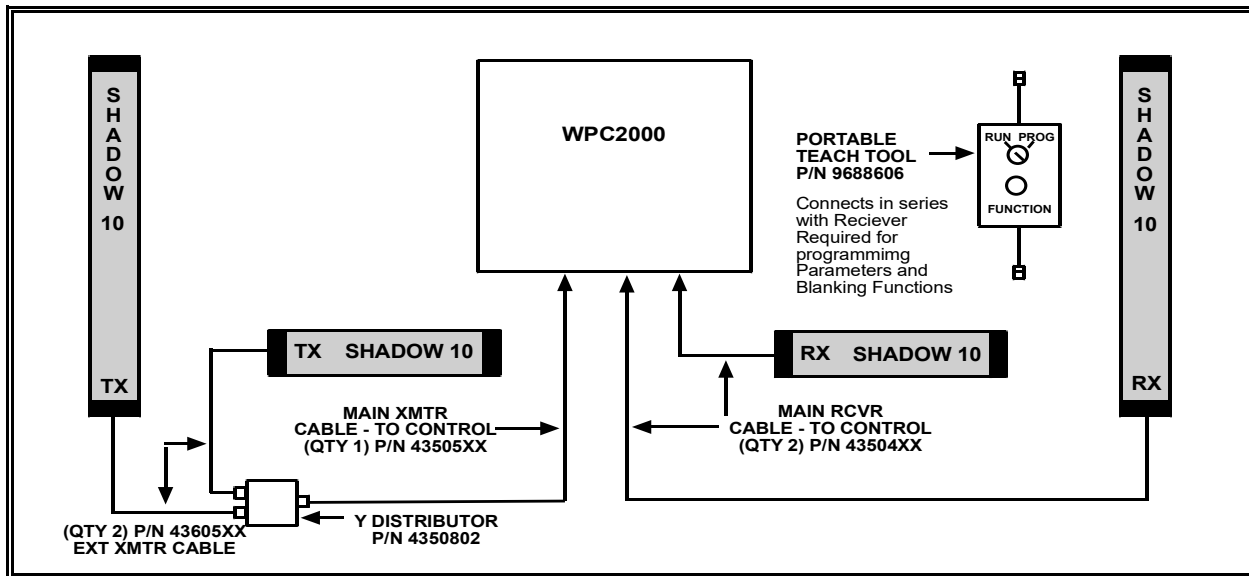 SHADOW 10
TX
WPC2000
PORTABLE
TEACH TOOL
P/N 9688606
Connects in series
with Reciever
Required for
programmimg
Parameters and
Blanking Functions
RUN PROG
FUNCTION
SHADOW 10
RX
TX SHADOW 10
RX SHADOW 10
MAIN XMTR
CABLE - TO CONTROL
(QTY 1) P/N 43505XX
MAIN RCVR
CABLE - TO CONTROL
(QTY 2) P/N 43504XX
(QTY 2) P/N 43605XX
EXT XMTR CABLE
Y DISTRIBUTOR
P/N 4350802